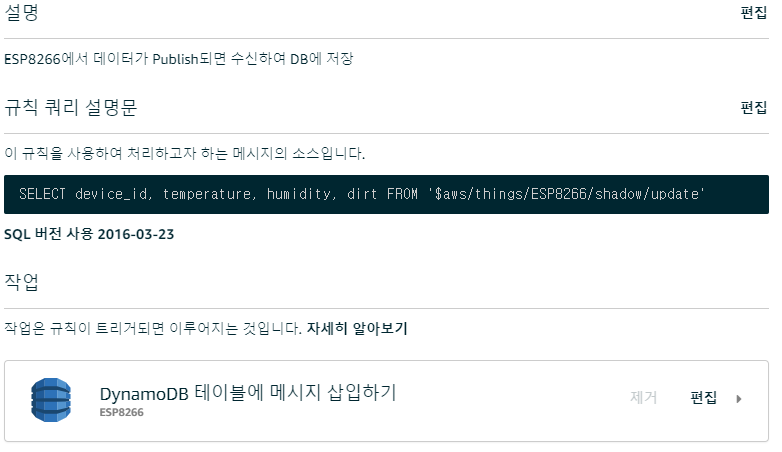 설명 편집
ESP8266에서 데이터가 Publish되면 수신하여 DB에 저장
규칙 쿼리 설명문 편집
이 규칙을 사용하여 처리하고자 하는 메시지의 소스입니다.
SELECT device_id, temperature, humidity, dirt FROM '$aws/things/ESP8266/shadow/update'
SQL 버전 사용 2016-03-23
작업
작업은 규칙이 트리거되면 이루어지는 것입니다. 자세히 알아보기
DynamoDB 테이블에 메시지 삽입하기 제거 편집
ESP8266